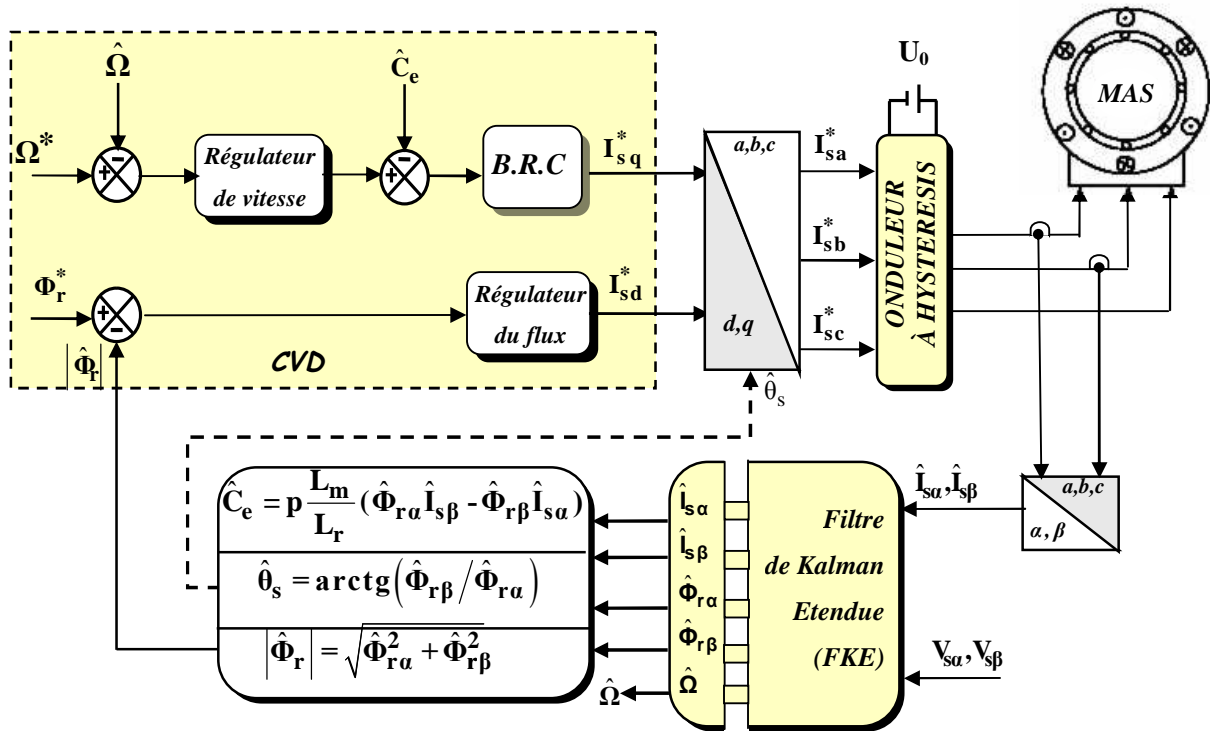 Ω̂
Ĉe
U₀
MAS
Ω*
-
+
Régulateur
de vitesse
-
+
B.R.C
I*sq
a,b,c
d,q
I*sa
I*sb
I*sc
ONDULEUR
À HYSTERESIS
Φr*
+
-
Régulateur
du flux
I*sd
CVD
|Φ̂r|
θ̂s
Ĉe = p Lm/Lr (Φ̂rα Îsβ - Φ̂rβ Îsα)
θ̂s = arctg(Φ̂rβ/Φ̂rα)
|Φ̂r| = √(Φ̂²rα + Φ̂²rβ)
Îsα
Îsβ
Φ̂rα
Φ̂rβ
Ω̂
Ω̂
Filtre
de Kalman
Etendue
(FKE)
Îsα,Îsβ
a,b,c
α,β
Vsα,Vsβ